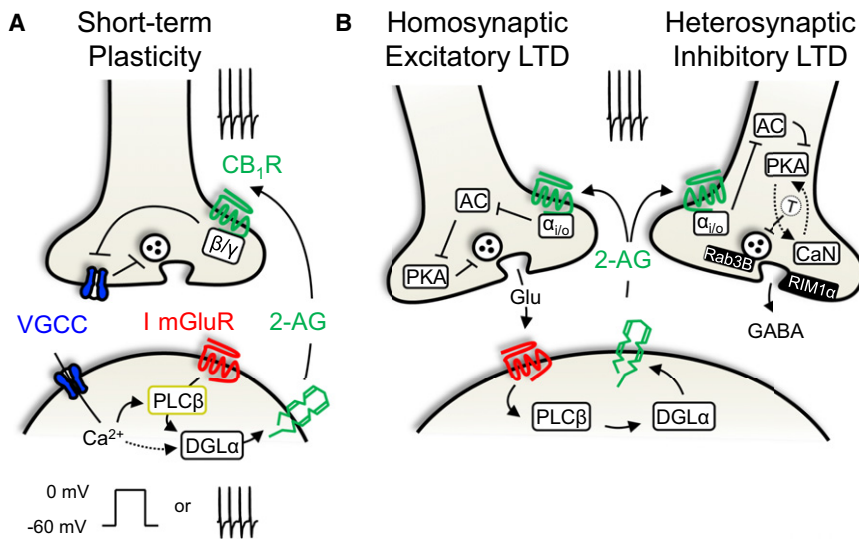 A
Short-term
Plasticity
CB₁R
β/γ
VGCC
I mGluR
2-AG
PLCβ
Ca²⁺
DGLα
0 mV
-60 mV
or
B
Homosynaptic
Excitatory LTD
Heterosynaptic
Inhibitory LTD
AC
αi/o
PKA
Glu
2-AG
AC
PKA
αi/o
T
CaN
Rab3B
RIM1α
GABA
PLCβ
DGLα